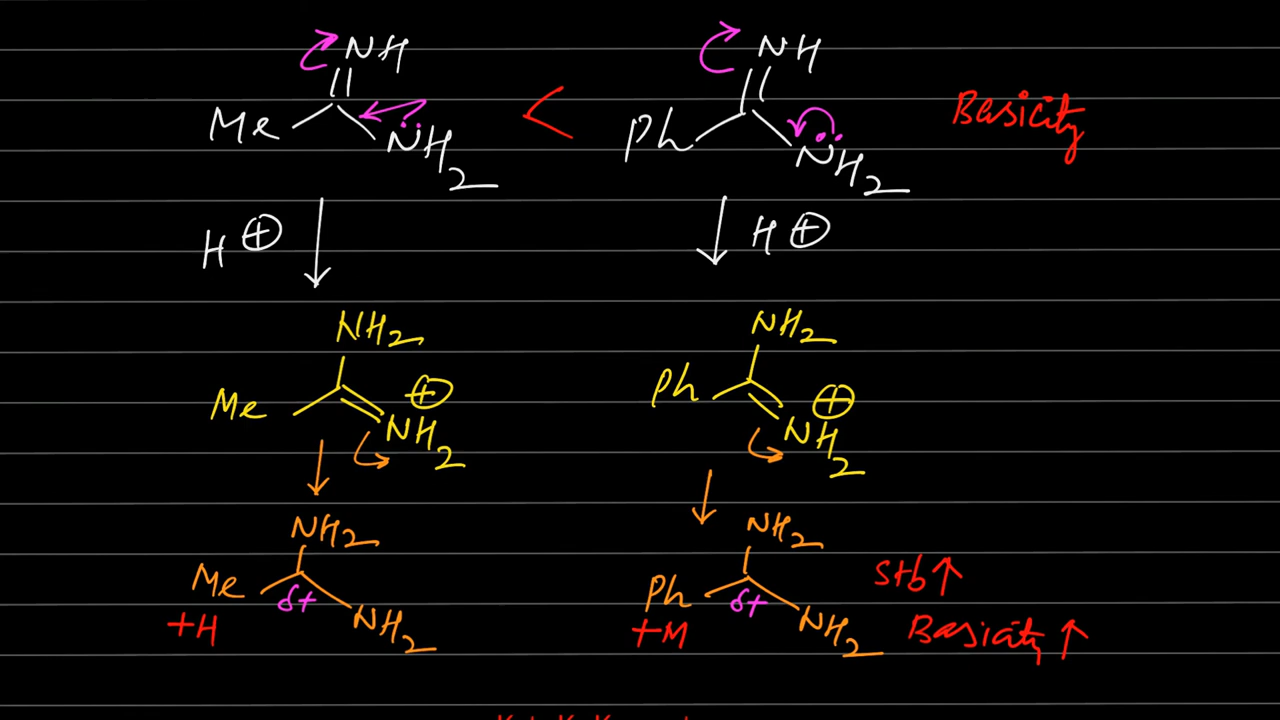 NH NH
Me NH2 < Ph NH2 Basicity
H ⊕ H ⊕
NH2 NH2
Me NH2 ⊕ Ph NH2 ⊕
NH2 NH2
Me δ+ NH2 Ph δ+ NH2 Stb ↑
+H +M Basicity ↑